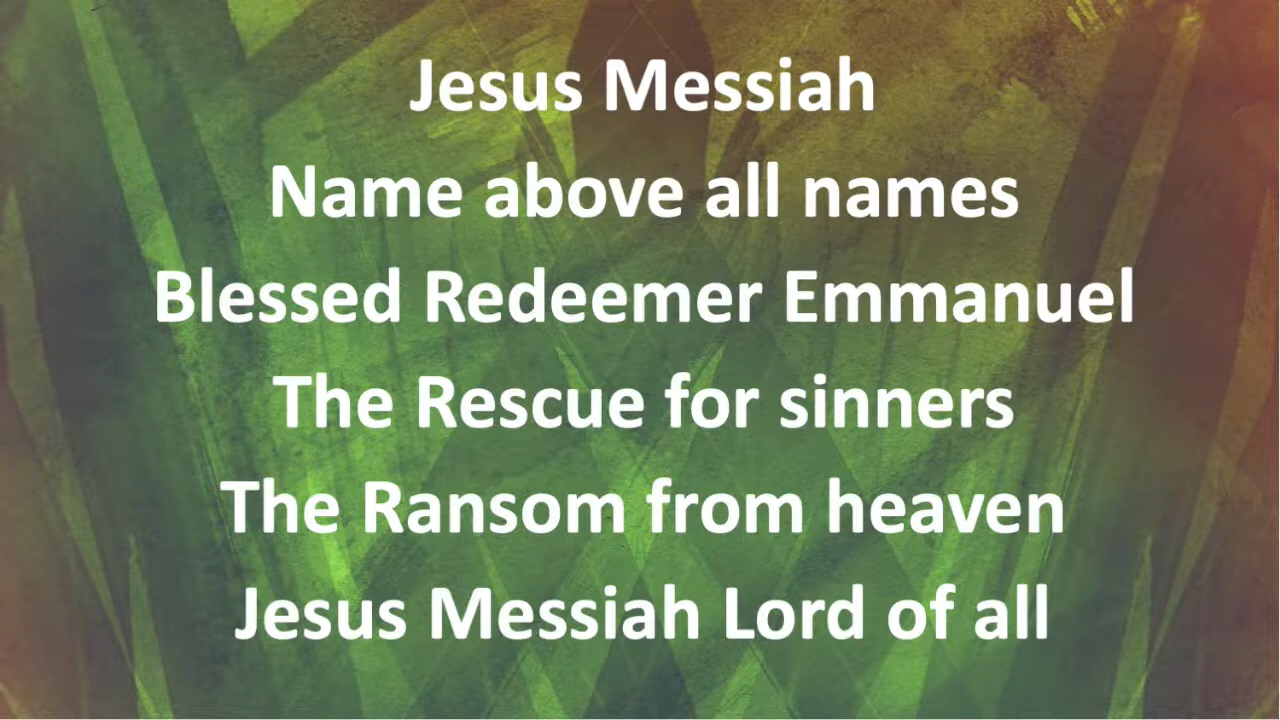 Jesus Messiah
Name above all names
Blessed Redeemer Emmanuel
The Rescue for sinners
The Ransom from heaven
Jesus Messiah Lord of all